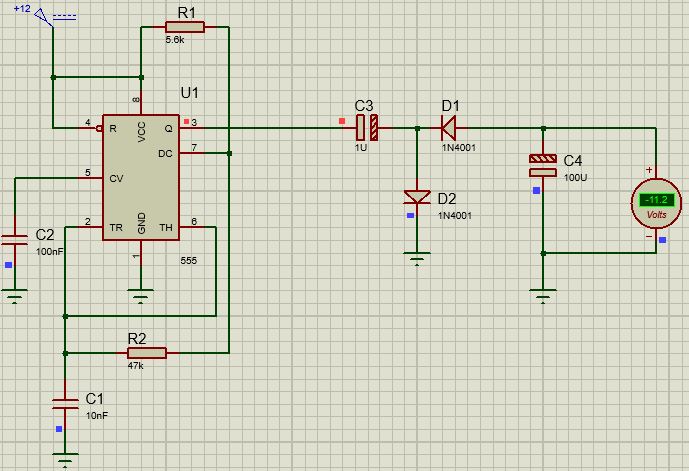 +12
R1
5.6k
U1
8
4
R
VCC
Q
3
DC
7
5
CV
2
TR
GND
TH
6
1
555
C2
100nF
R2
47k
C1
10nF
C3
1U
D1
1N4001
D2
1N4001
C4
100U
+
-11.2
Volts
−